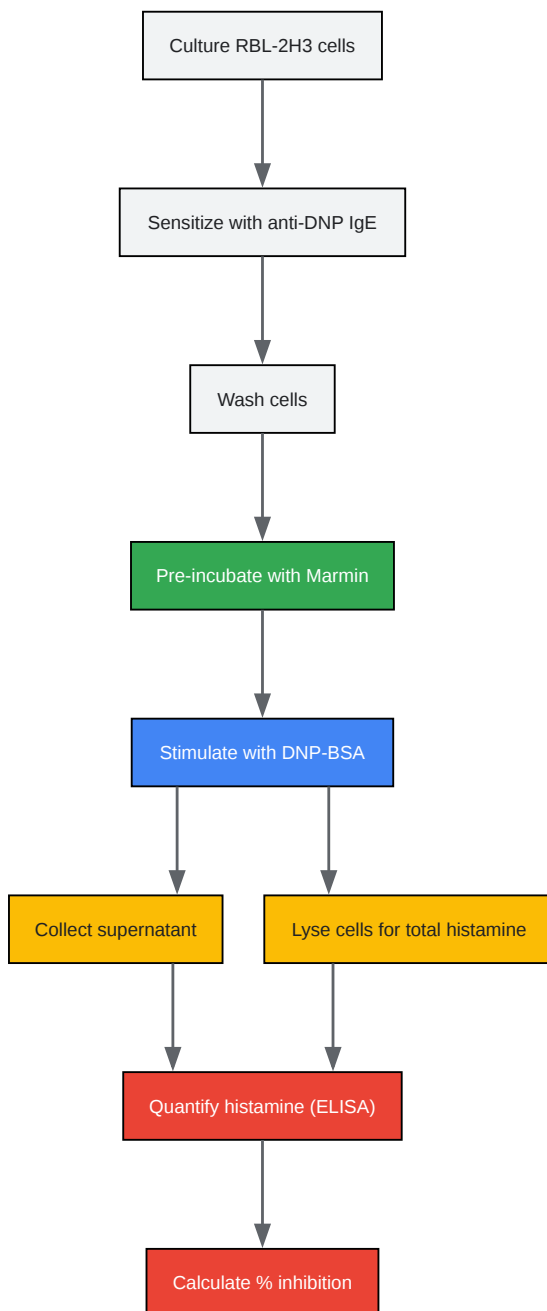 Culture RBL-2H3 cells
Sensitize with anti-DNP IgE
Wash cells
Pre-incubate with Marmin
Stimulate with DNP-BSA
Collect supernatant
Lyse cells for total histamine
Quantify histamine (ELISA)
Calculate % inhibition